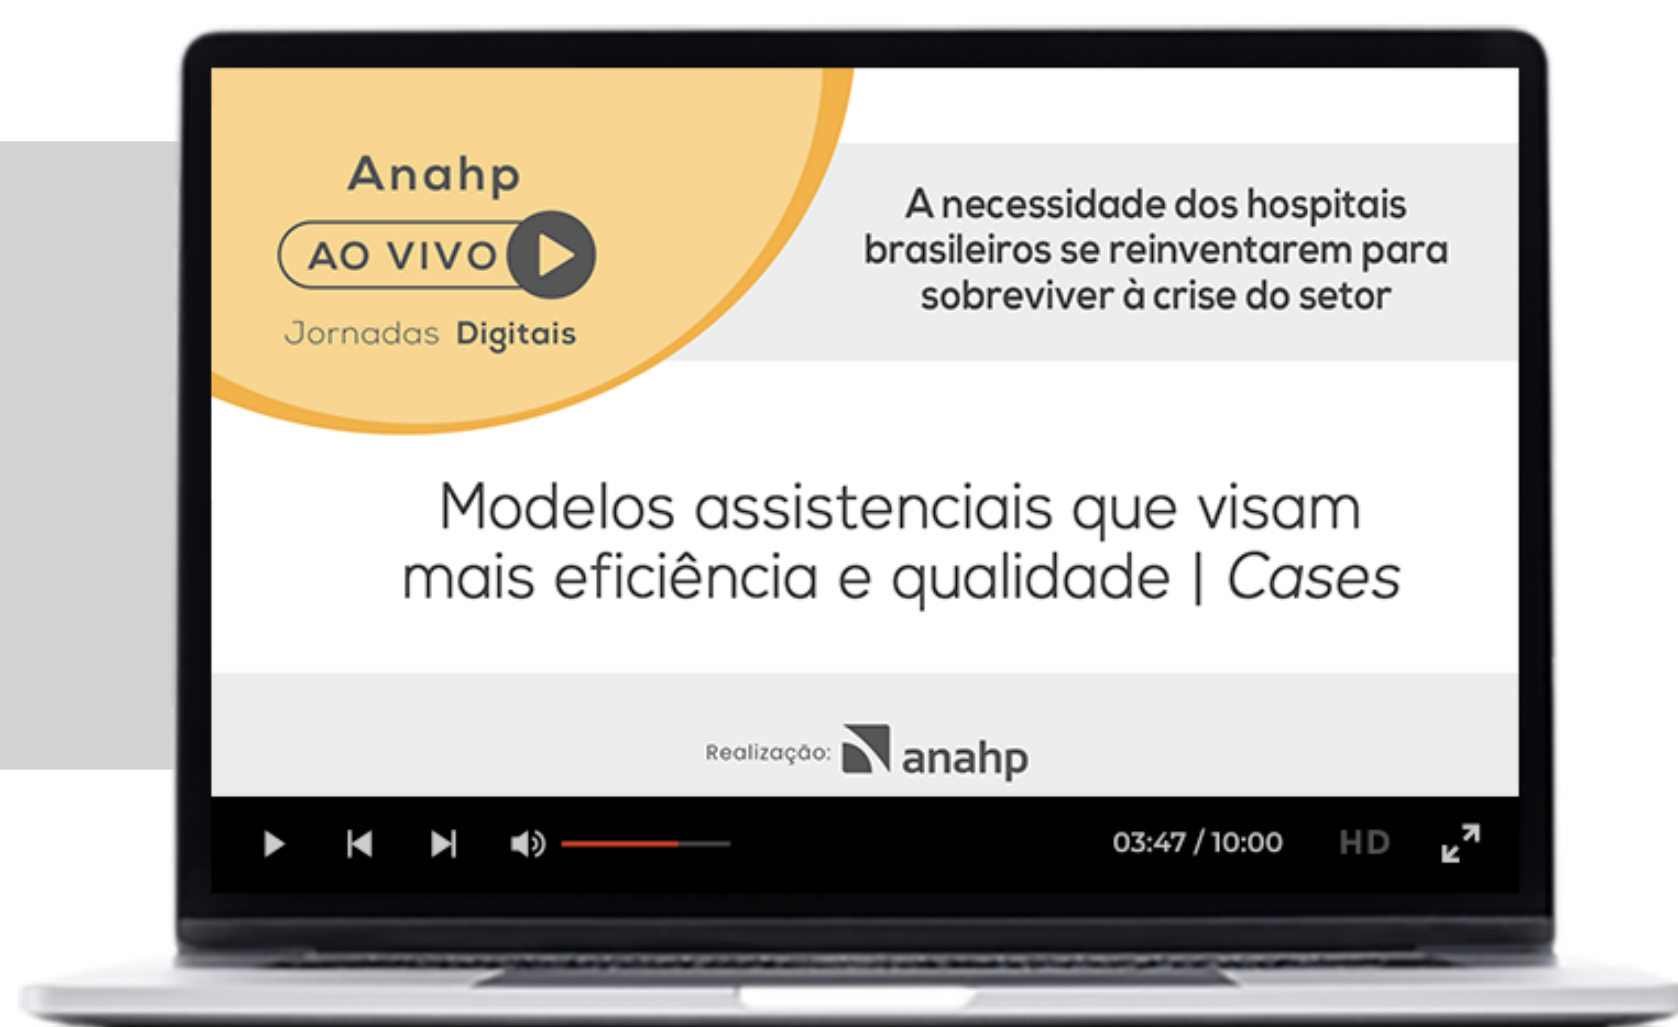 Anahp
AO VIVO
Jornadas Digitais
A necessidade dos hospitais
brasileiros se reinventarem para
sobreviver à crise do setor
Modelos assistenciais que visam
mais eficiência e qualidade | Cases
Realização: anahp
03:47 / 10:00 HD